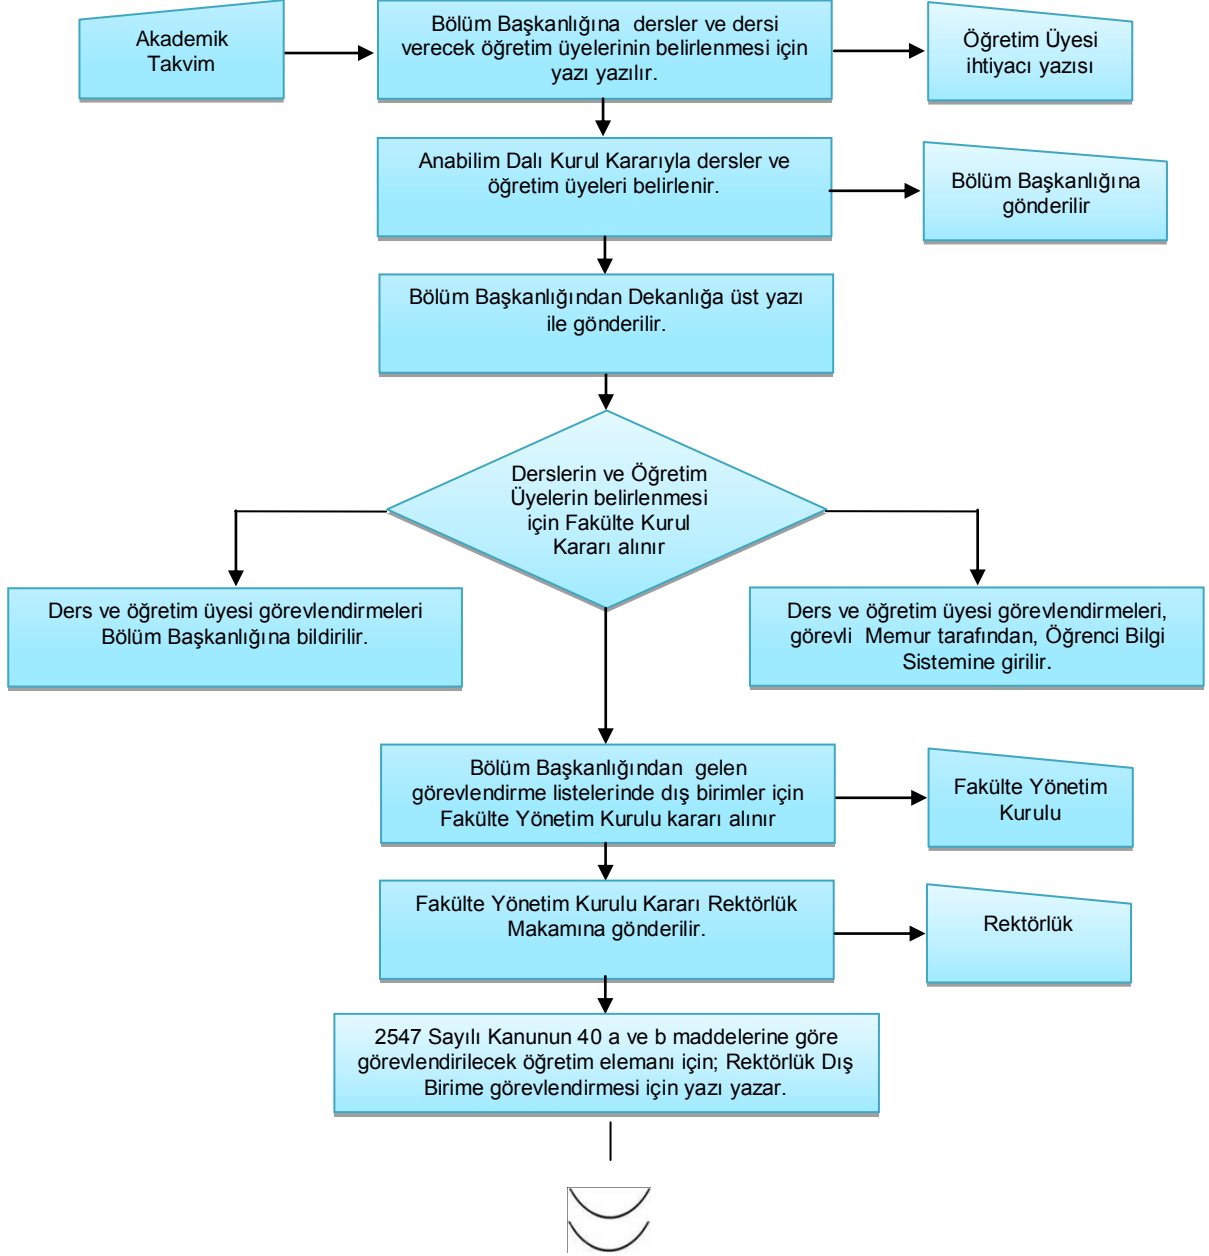 Akademik
Takvim
Bölüm Başkanlığına dersler ve dersi
verecek öğretim üyelerinin belirlenmesi için
yazı yazılır.
Öğretim Üyesi
ihtiyacı yazısı
Anabilim Dalı Kurul Kararıyla dersler ve
öğretim üyeleri belirlenir.
Bölüm Başkanlığına
gönderilir
Bölüm Başkanlığından Dekanlığa üst yazı
ile gönderilir.
Derslerin ve Öğretim
Üyelerin belirlenmesi
için Fakülte Kurul
Kararı alınır
Ders ve öğretim üyesi görevlendirmeleri
Bölüm Başkanlığına bildirilir.
Ders ve öğretim üyesi görevlendirmeleri,
görevli Memur tarafından, Öğrenci Bilgi
Sistemine girilir.
Bölüm Başkanlığından gelen
görevlendirme listelerinde dış birimler için
Fakülte Yönetim Kurulu kararı alınır
Fakülte Yönetim
Kurulu
Fakülte Yönetim Kurulu Kararı Rektörlük
Makamına gönderilir.
Rektörlük
2547 Sayılı Kanunun 40 a ve b maddelerine göre
görevlendirilecek öğretim elemanı için; Rektörlük Dış
Birime görevlendirmesi için yazı yazar.